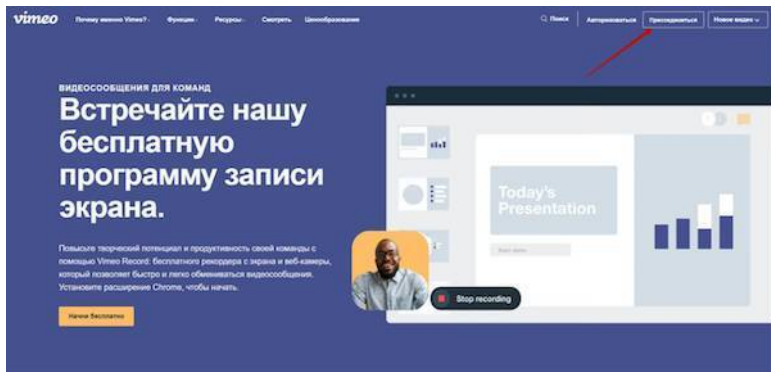 vimeo Почему именно Vimeo? Функции Ресурсы Смотреть Ценообразование Поиск Авторизоваться Присоединиться Новое видео
ВИДЕОСООБЩЕНИЯ ДЛЯ КОМАНД
Встречайте нашу
бесплатную
программу записи
экрана.
Today's
Presentation
Повысьте творческий потенциал и продуктивность своей команды с
помощью Vimeo Record: бесплатного рекордера с экрана и веб-камеры,
который позволяет быстро и легко обмениваться видеосообщения.
Установите расширение Chrome, чтобы начать.
Stop recording
Начни бесплатно